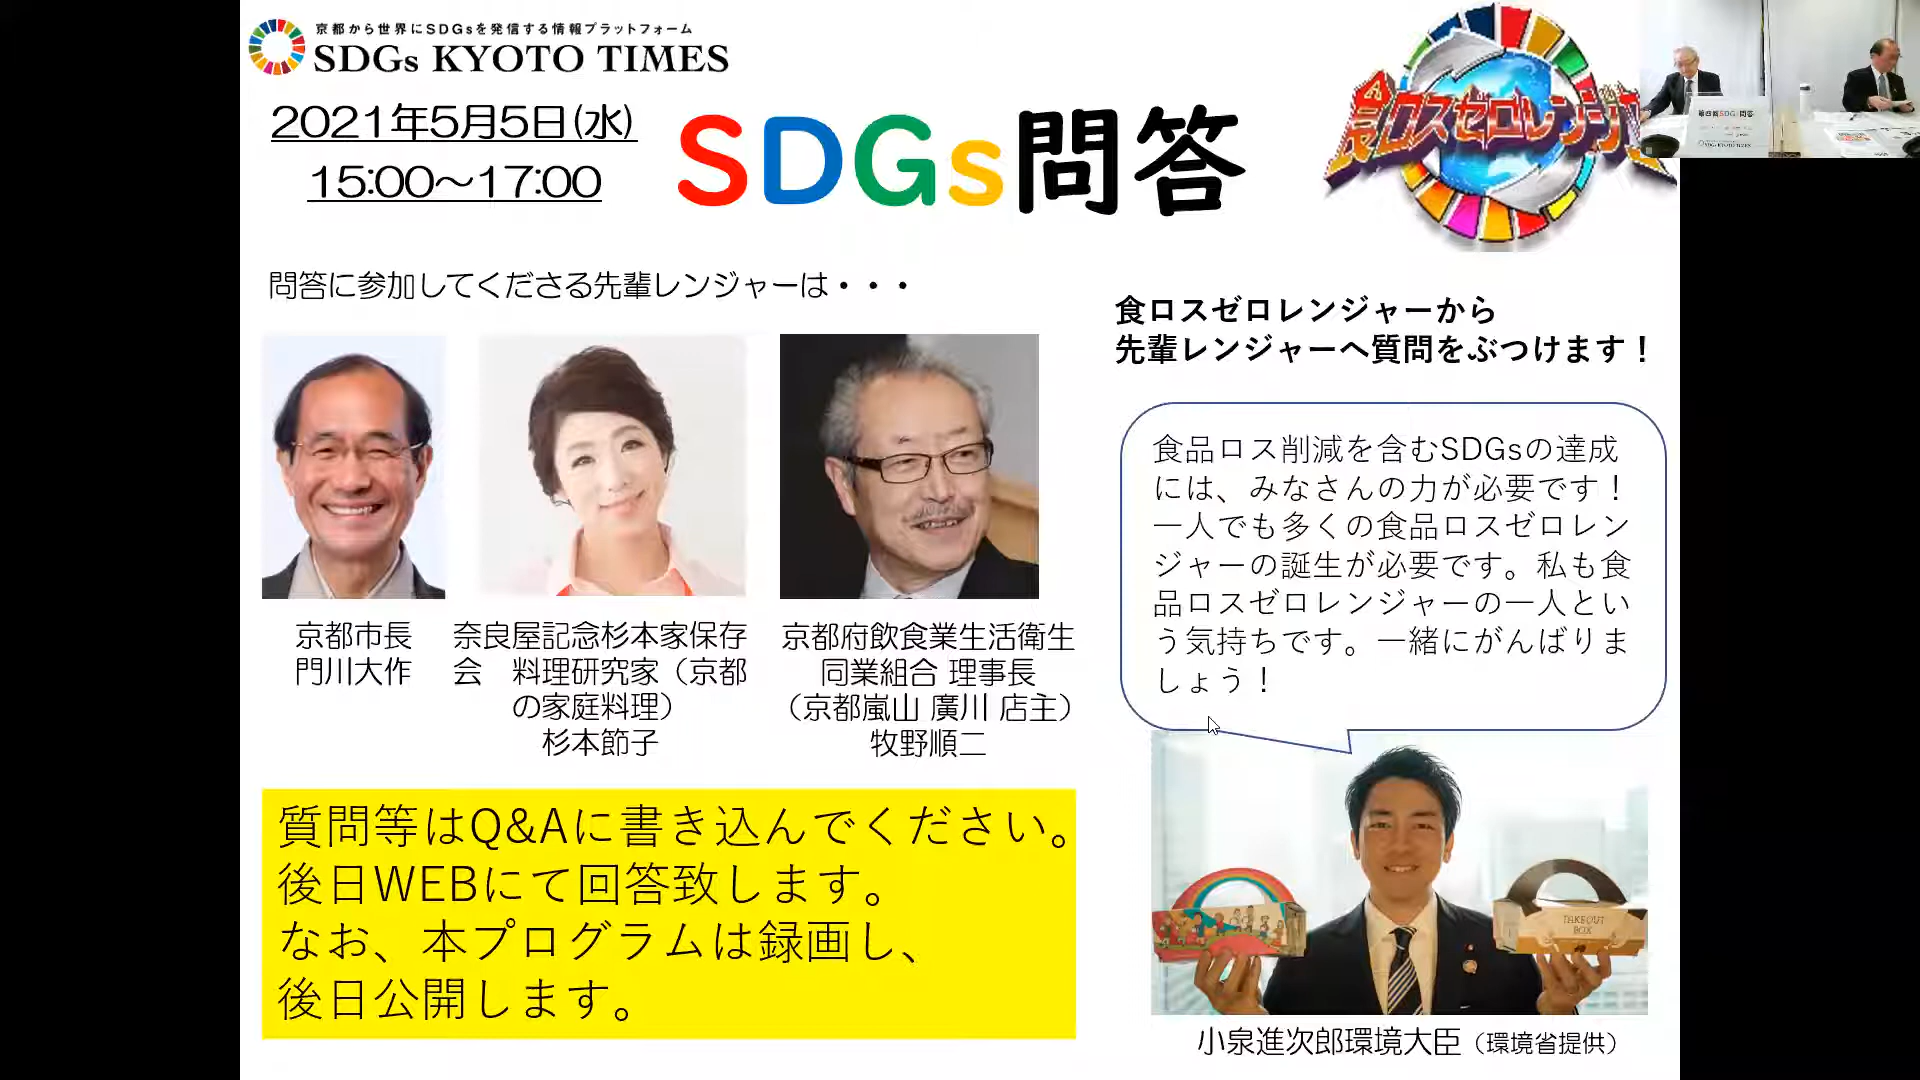 京都から世界にSDGsを発信する情報プラットフォーム
SDGs KYOTO TIMES
2021年5月5日(水)
15:00～17:00
SDGs問答
食ロスゼロレンジャー
第四回SDGs問答
SDGs KYOTO TIMES
問答に参加してくださる先輩レンジャーは・・・
食ロスゼロレンジャーから
先輩レンジャーへ質問をぶつけます！
京都市長
門川大作
奈良屋記念杉本家保存
会　料理研究家（京都
の家庭料理）
杉本節子
京都府飲食業生活衛生
同業組合 理事長
（京都嵐山 廣川 店主）
牧野順二
食品ロス削減を含むSDGsの達成
には、みなさんの力が必要です！
一人でも多くの食品ロスゼロレン
ジャーの誕生が必要です。私も食
品ロスゼロレンジャーの一人とい
う気持ちです。一緒にがんばりま
しょう！
質問等はQ&Aに書き込んでください。
後日WEBにて回答致します。
なお、本プログラムは録画し、
後日公開します。
TAKEOUT
BOX
小泉進次郎環境大臣（環境省提供）